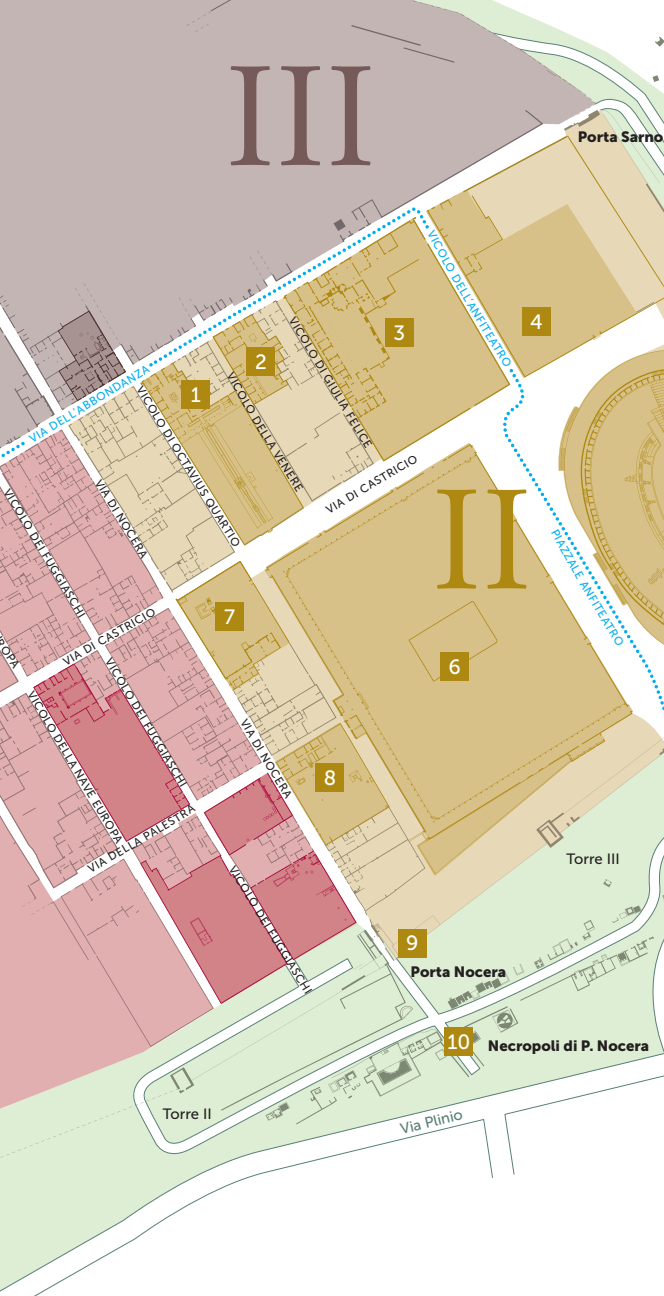 III
Porta Sarno
VICOLO DELL'ANFITEATRO
4
3
2
1
VIA DELL'ABBONDANZA
VICOLO DI GIULIA FELICE
VICOLO DELLA VENERE
VICOLO DI OCTAVIUS QUARTIO
VIA DI CASTRICIO
VIA DI NOCERA
VICOLO DEI FUGGIASCHI
II
PIAZZALE ANFITEATRO
7
6
VIA DI CASTRICIO
ROPA
VICOLO DEI FUGGIASCHI
VICOLO DELLA NAVE EUROPA
VIA DI NOCERA
8
VIA DELLA PALESTRA
Torre III
VICOLO DEI FUGGIASCHI
9
Porta Nocera
10
Necropoli di P. Nocera
Torre II
Via Plinio